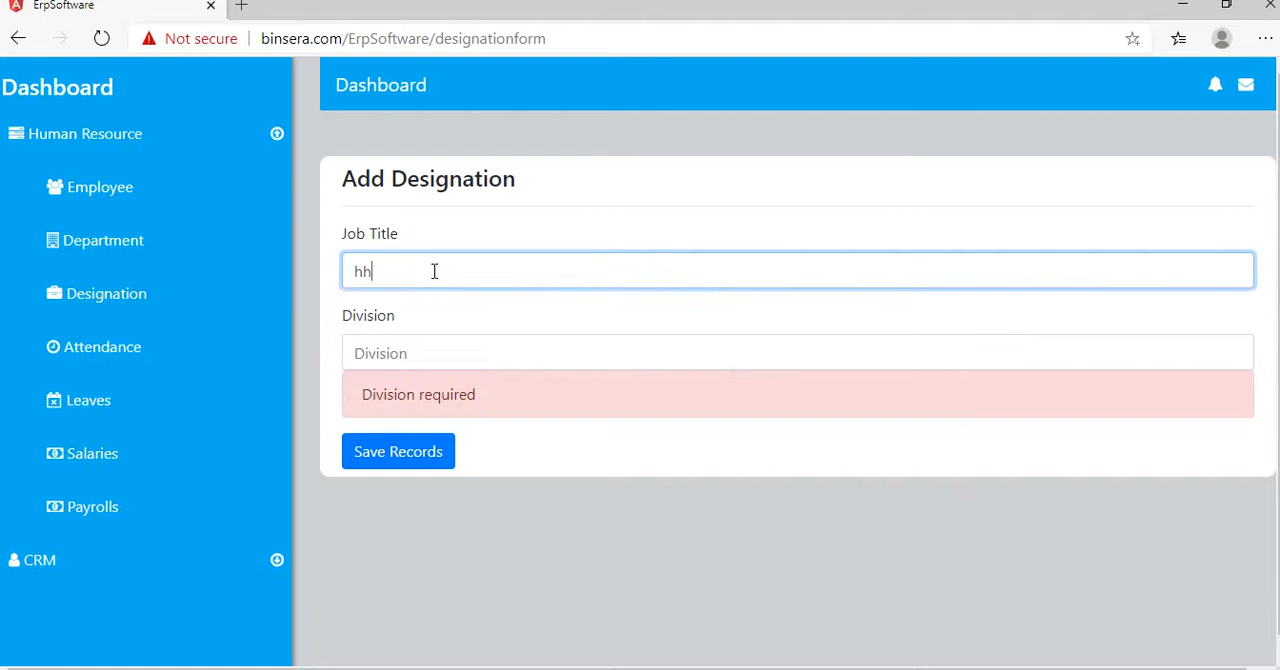 ErpSoftware
Not secure
binsera.com/ErpSoftware/designationform
Dashboard
Human Resource
Employee
Department
Designation
Attendance
Leaves
Salaries
Payrolls
CRM
Dashboard
Add Designation
Job Title
hh
Division
Division
Division required
Save Records